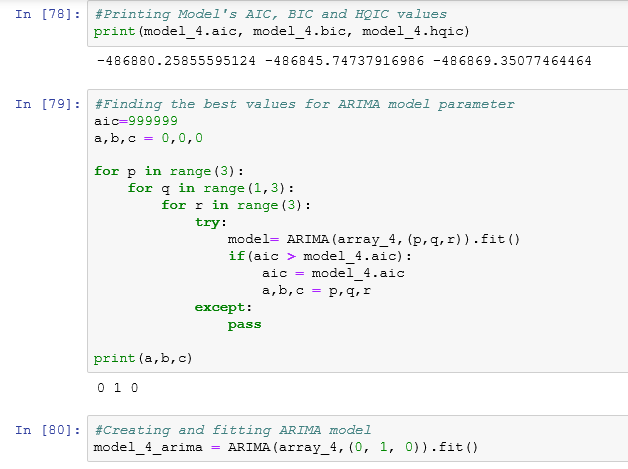 In [78]: #Printing Model's AIC, BIC and HQIC values
print(model_4.aic, model_4.bic, model_4.hqic)
-486880.25855595124 -486845.74737916986 -486869.35077464464
In [79]: #Finding the best values for ARIMA model parameter
aic=999999
a,b,c = 0,0,0
for p in range(3):
for q in range(1,3):
for r in range(3):
try:
model= ARIMA(array_4,(p,q,r)).fit()
if(aic > model_4.aic):
aic = model_4.aic
a,b,c = p,q,r
except:
pass
print(a,b,c)
0 1 0
In [80]: #Creating and fitting ARIMA model
model_4_arima = ARIMA(array_4,(0, 1, 0)).fit()